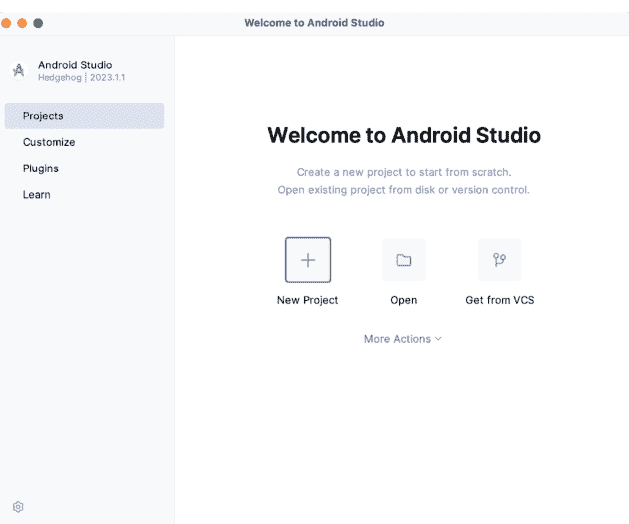 Welcome to Android Studio
Android Studio
Hedgehog | 2023.1.1
Projects
Customize
Plugins
Learn
Welcome to Android Studio
Create a new project to start from scratch.
Open existing project from disk or version control.
New Project
Open
Get from VCS
More Actions